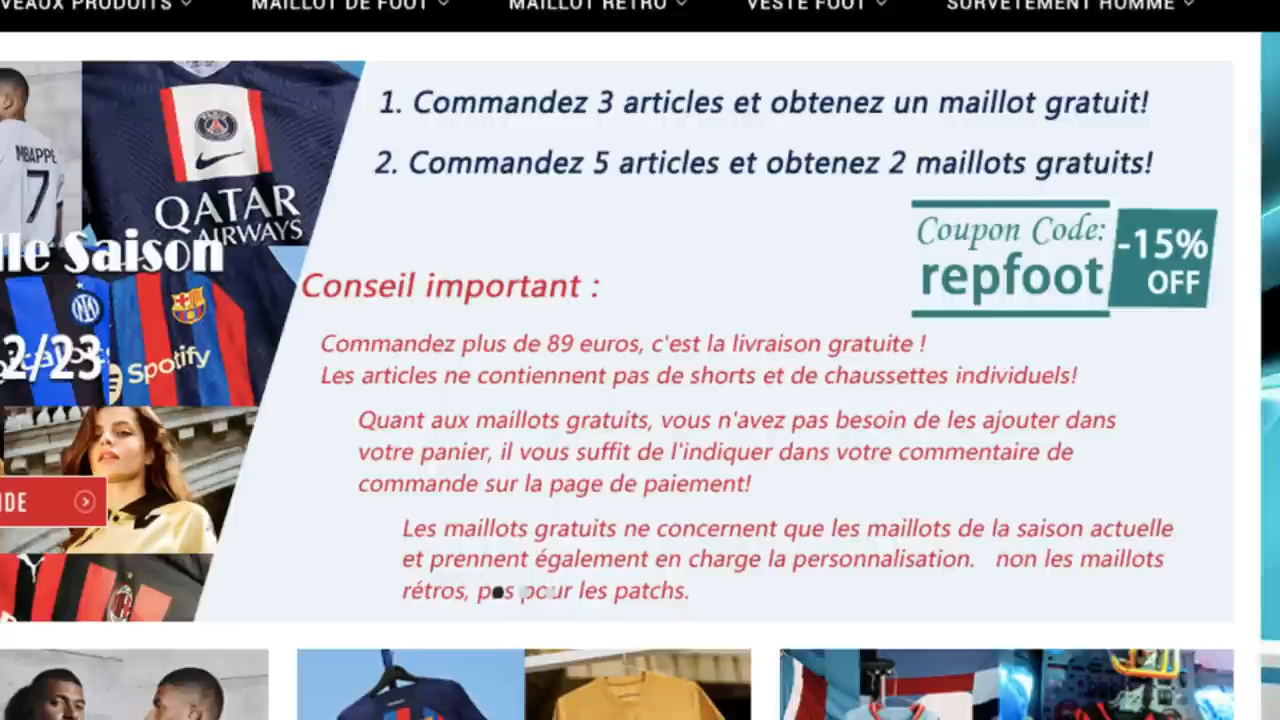 VEAUX PRODUITS
MAILLOT DE FOOT
MAILLOT RETRO
VESTE FOOT
SURVETEMENT HOMME
1. Commandez 3 articles et obtenez un maillot gratuit!
2. Commandez 5 articles et obtenez 2 maillots gratuits!
Coupon Code:
repfoot
-15%
OFF
MBAPPÉ
7
QATAR
AIRWAYS
lle Saison
2/23
Spotify
Conseil important :
Commandez plus de 89 euros, c'est la livraison gratuite !
Les articles ne contiennent pas de shorts et de chaussettes individuels!
Quant aux maillots gratuits, vous n'avez pas besoin de les ajouter dans
votre panier, il vous suffit de l'indiquer dans votre commentaire de
commande sur la page de paiement!
IDE
Les maillots gratuits ne concernent que les maillots de la saison actuelle
et prennent également en charge la personnalisation. non les maillots
rétros, pas pour les patchs.